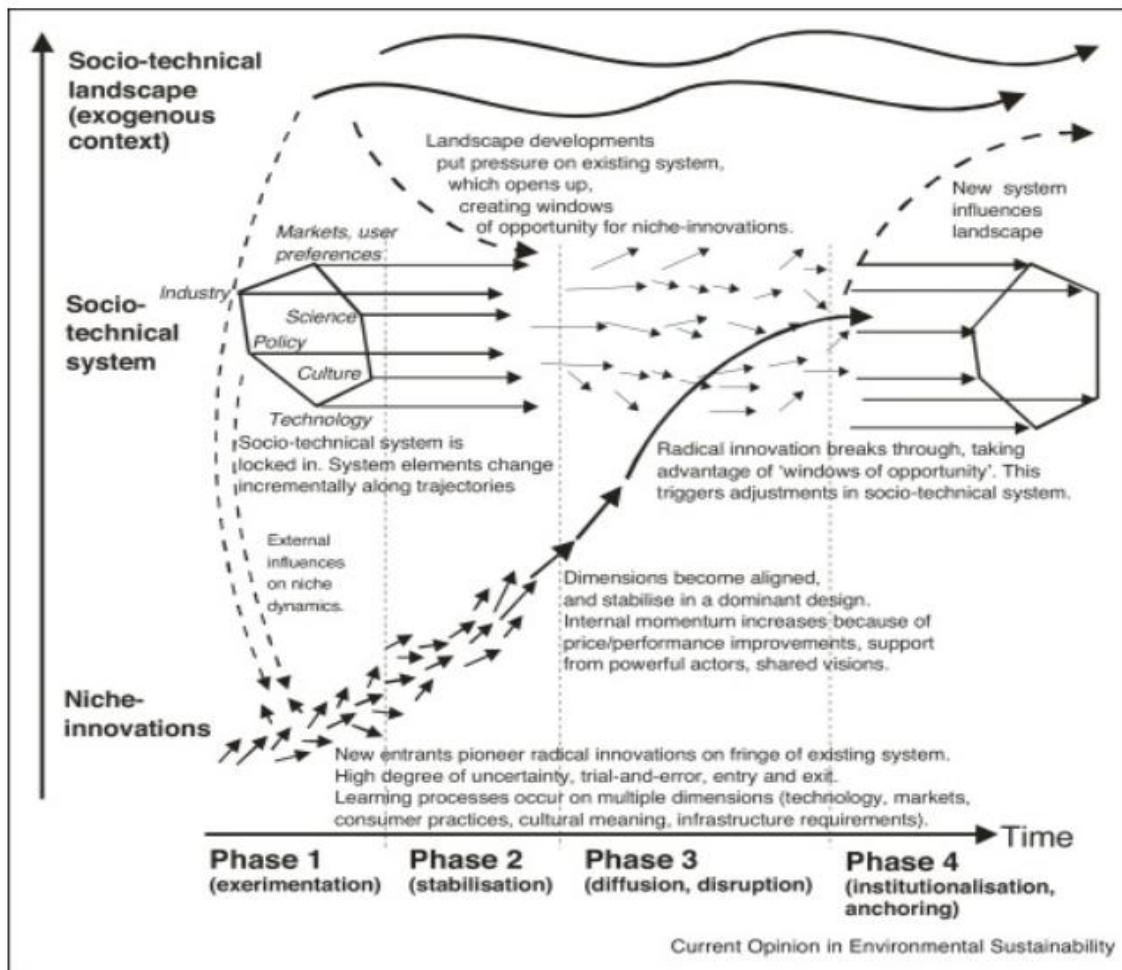 Socio-technical
landscape
(exogenous
context)
Landscape developments
put pressure on existing system,
which opens up,
creating windows
of opportunity for niche-innovations.
New system
influences
landscape
Markets, user
preferences
Industry
Science
Policy
Culture
Technology
Socio-
technical
system
Socio-technical system is
locked in. System elements change
incrementally along trajectories
Radical innovation breaks through, taking
advantage of 'windows of opportunity'. This
triggers adjustments in socio-technical system.
External
influences
on niche
dynamics.
Dimensions become aligned,
and stabilise in a dominant design.
Internal momentum increases because of
price/performance improvements, support
from powerful actors, shared visions.
Niche-
innovations
New entrants pioneer radical innovations on fringe of existing system.
High degree of uncertainty, trial-and-error, entry and exit.
Learning processes occur on multiple dimensions (technology, markets,
consumer practices, cultural meaning, infrastructure requirements).
Time
Phase 1
(exerimentation)
Phase 2
(stabilisation)
Phase 3
(diffusion, disruption)
Phase 4
(institutionalisation,
anchoring)
Current Opinion in Environmental Sustainability